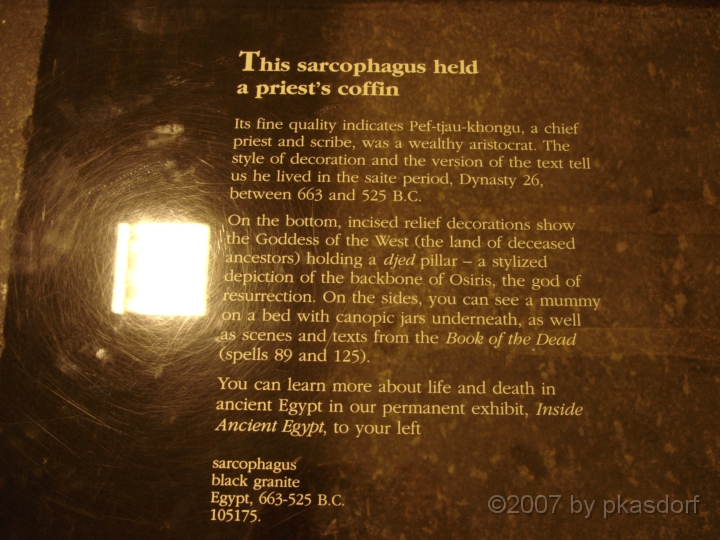 This sarcophagus held
a priest's coffin
Its fine quality indicates Pef-tjau-khongu, a chief
priest and scribe, was a wealthy aristocrat. The
style of decoration and the version of the text tell
us he lived in the saite period, Dynasty 26,
between 663 and 525 B.C.
On the bottom, incised relief decorations show
the Goddess of the West (the land of deceased
ancestors) holding a djed pillar – a stylized
depiction of the backbone of Osiris, the god of
resurrection. On the sides, you can see a mummy
on a bed with canopic jars underneath, as well
as scenes and texts from the Book of the Dead
(spells 89 and 125).
You can learn more about life and death in
ancient Egypt in our permanent exhibit, Inside
Ancient Egypt, to your left
sarcophagus
black granite
Egypt, 663-525 B.C.
105175.
©2007 by pkasdorf